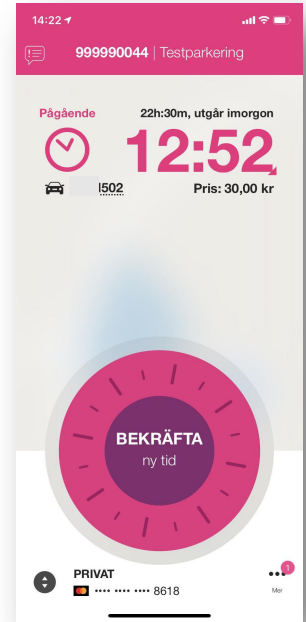 14:22
999990044 | Testparkering
Pågående
22h:30m, utgår imorgon
12:52
502
Pris: 30,00 kr
BEKRÄFTA
ny tid
PRIVAT
•••• •••• •••• 8618
1
Mer